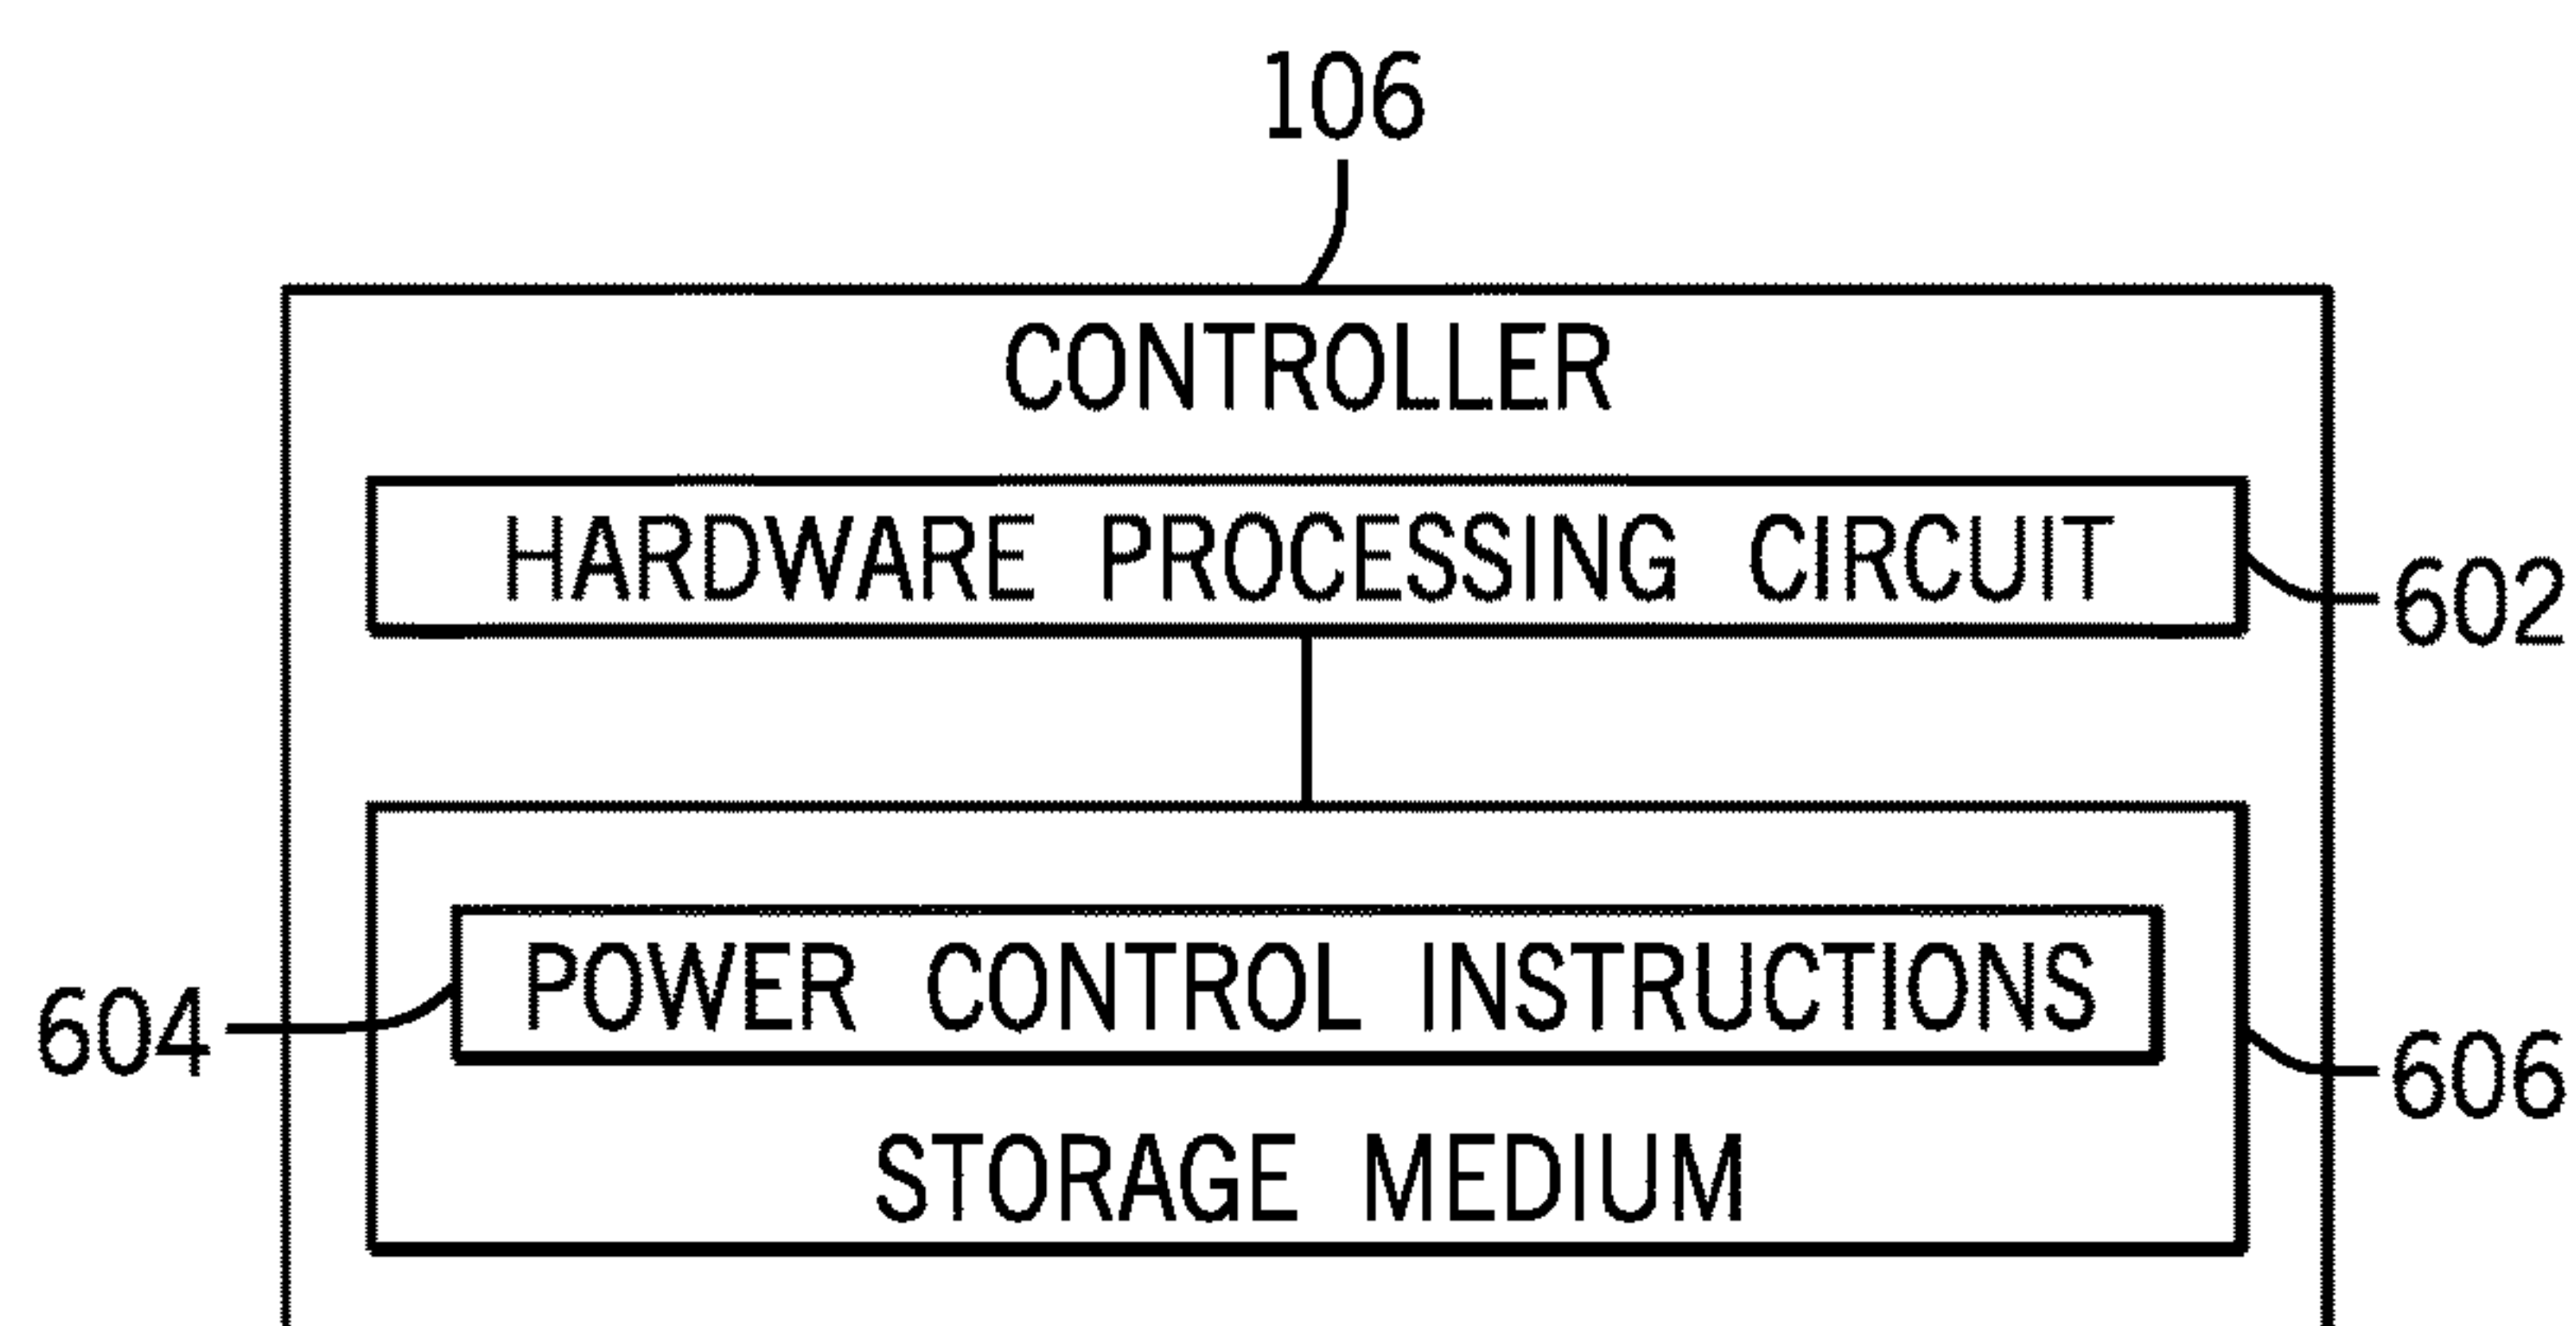 106
CONTROLLER
HARDWARE PROCESSING CIRCUIT
602
POWER CONTROL INSTRUCTIONS
604
606
STORAGE MEDIUM